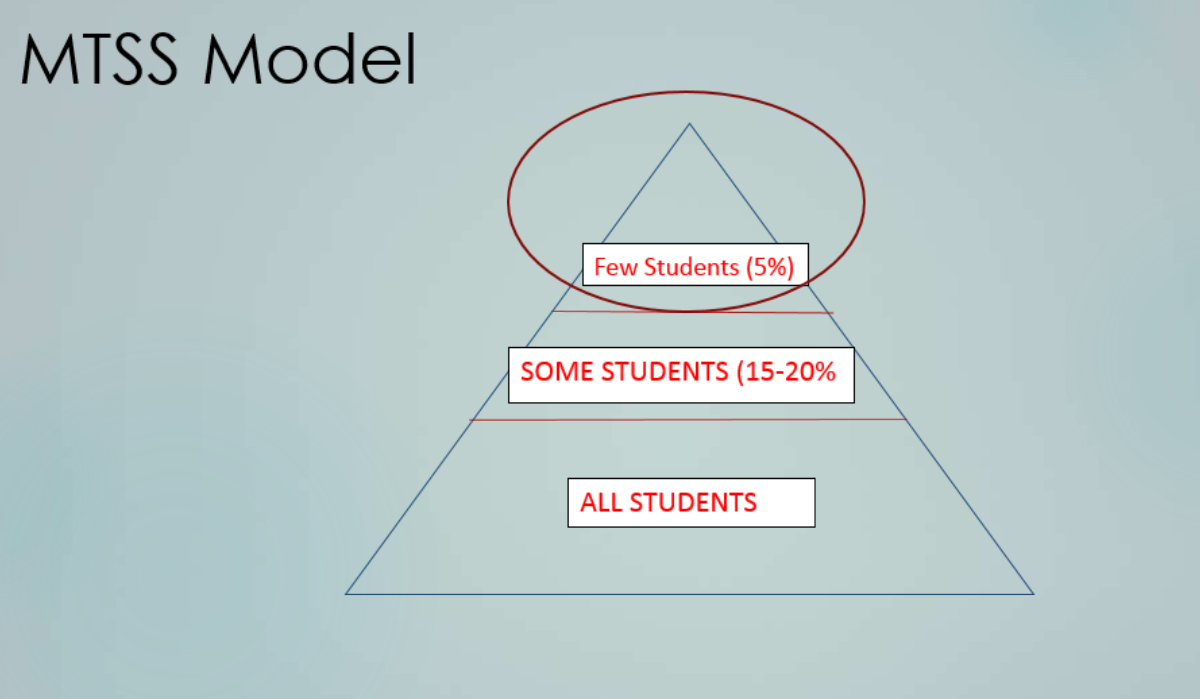 MTSS Model
Few Students (5%)
SOME STUDENTS (15-20%
ALL STUDENTS